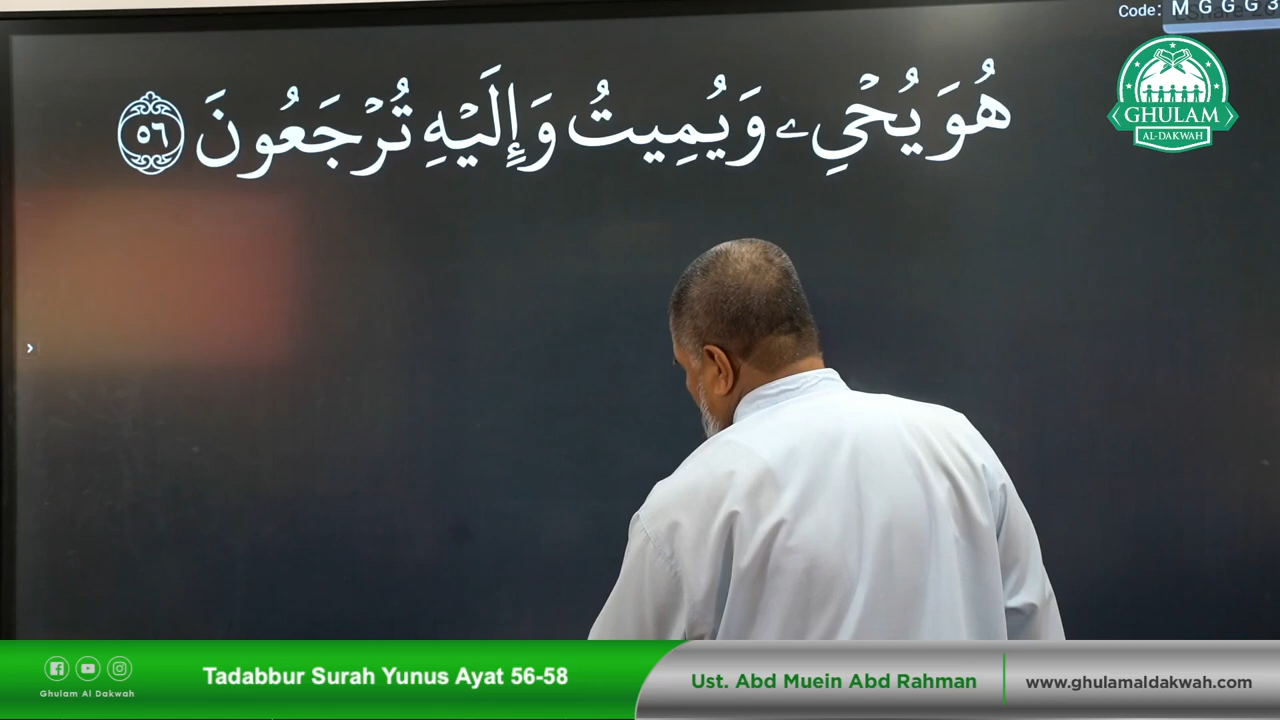 Code: M G G G 3
هُوَ يُحْىِۦ وَيُمِيتُ وَإِلَيْهِ تُرْجَعُونَ ٥٦
GHULAM
AL-DAKWAH
Ghulam Al Dakwah
Tadabbur Surah Yunus Ayat 56-58
Ust. Abd Muein Abd Rahman
www.ghulamaldakwah.com